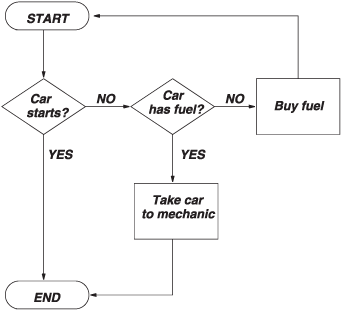 START
Car
starts?
NO
Car
has fuel?
NO
Buy fuel
YES
YES
Take car
to mechanic
END